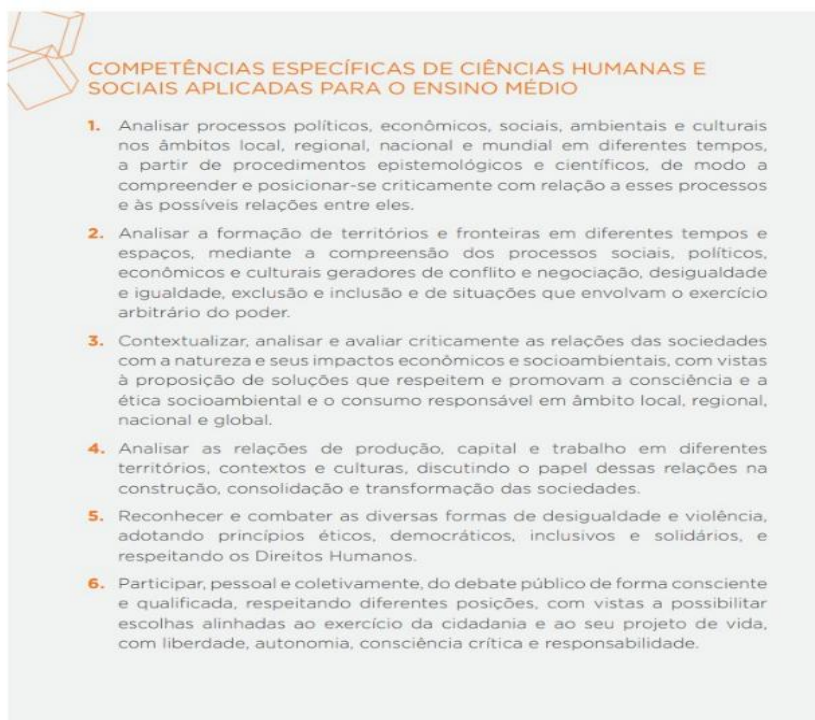 COMPETÊNCIAS ESPECÍFICAS DE CIÊNCIAS HUMANAS E
SOCIAIS APLICADAS PARA O ENSINO MÉDIO
1. Analisar processos políticos, econômicos, sociais, ambientais e culturais
nos âmbitos local, regional, nacional e mundial em diferentes tempos,
a partir de procedimentos epistemológicos e científicos, de modo a
compreender e posicionar-se criticamente com relação a esses processos
e às possíveis relações entre eles.
2. Analisar a formação de territórios e fronteiras em diferentes tempos e
espaços, mediante a compreensão dos processos sociais, políticos,
econômicos e culturais geradores de conflito e negociação, desigualdade
e igualdade, exclusão e inclusão e de situações que envolvam o exercício
arbitrário do poder.
3. Contextualizar, analisar e avaliar criticamente as relações das sociedades
com a natureza e seus impactos econômicos e socioambientais, com vistas
à proposição de soluções que respeitem e promovam a consciência e a
ética socioambiental e o consumo responsável em âmbito local, regional,
nacional e global.
4. Analisar as relações de produção, capital e trabalho em diferentes
territórios, contextos e culturas, discutindo o papel dessas relações na
construção, consolidação e transformação das sociedades.
5. Reconhecer e combater as diversas formas de desigualdade e violência,
adotando princípios éticos, democráticos, inclusivos e solidários, e
respeitando os Direitos Humanos.
6. Participar, pessoal e coletivamente, do debate público de forma consciente
e qualificada, respeitando diferentes posições, com vistas a possibilitar
escolhas alinhadas ao exercício da cidadania e ao seu projeto de vida,
com liberdade, autonomia, consciência crítica e responsabilidade.